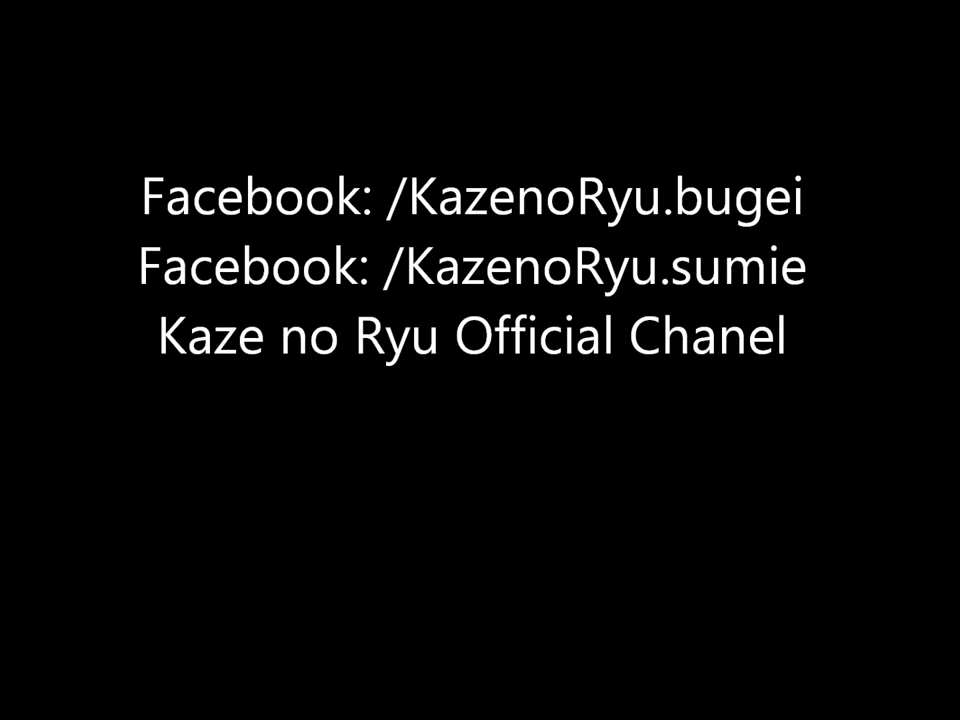 Facebook: /KazenoRyu.bugei
Facebook: /KazenoRyu.sumie
Kaze no Ryu Official Chanel